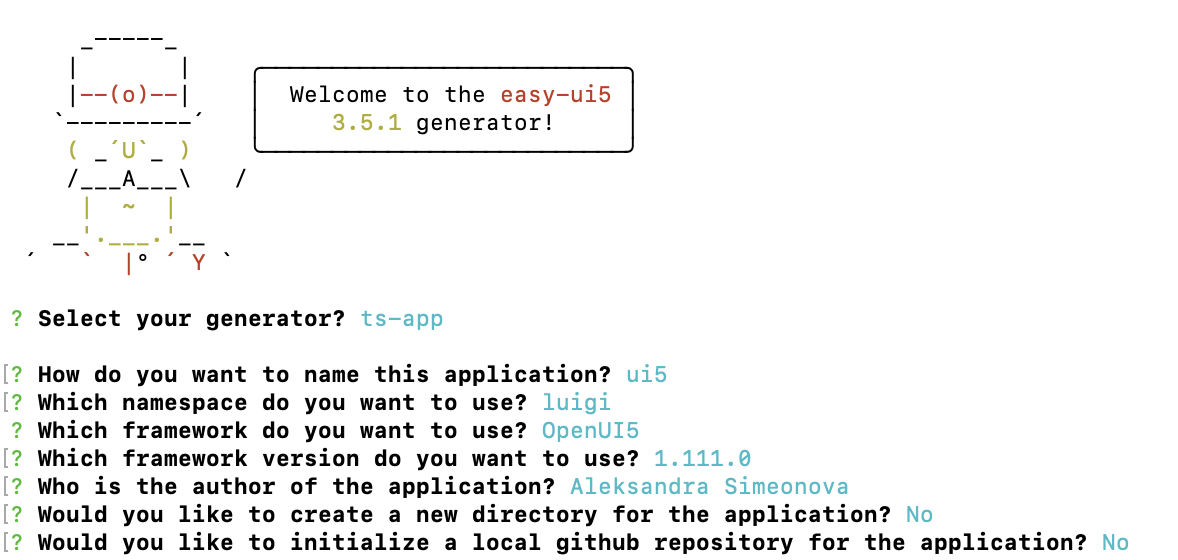 Welcome to the easy-ui5
3.5.1 generator!
? Select your generator? ts-app
[? How do you want to name this application? ui5
[? Which namespace do you want to use? luigi
? Which framework do you want to use? OpenUI5
[? Which framework version do you want to use? 1.111.0
[? Who is the author of the application? Aleksandra Simeonova
[? Would you like to create a new directory for the application? No
[? Would you like to initialize a local github repository for the application? No